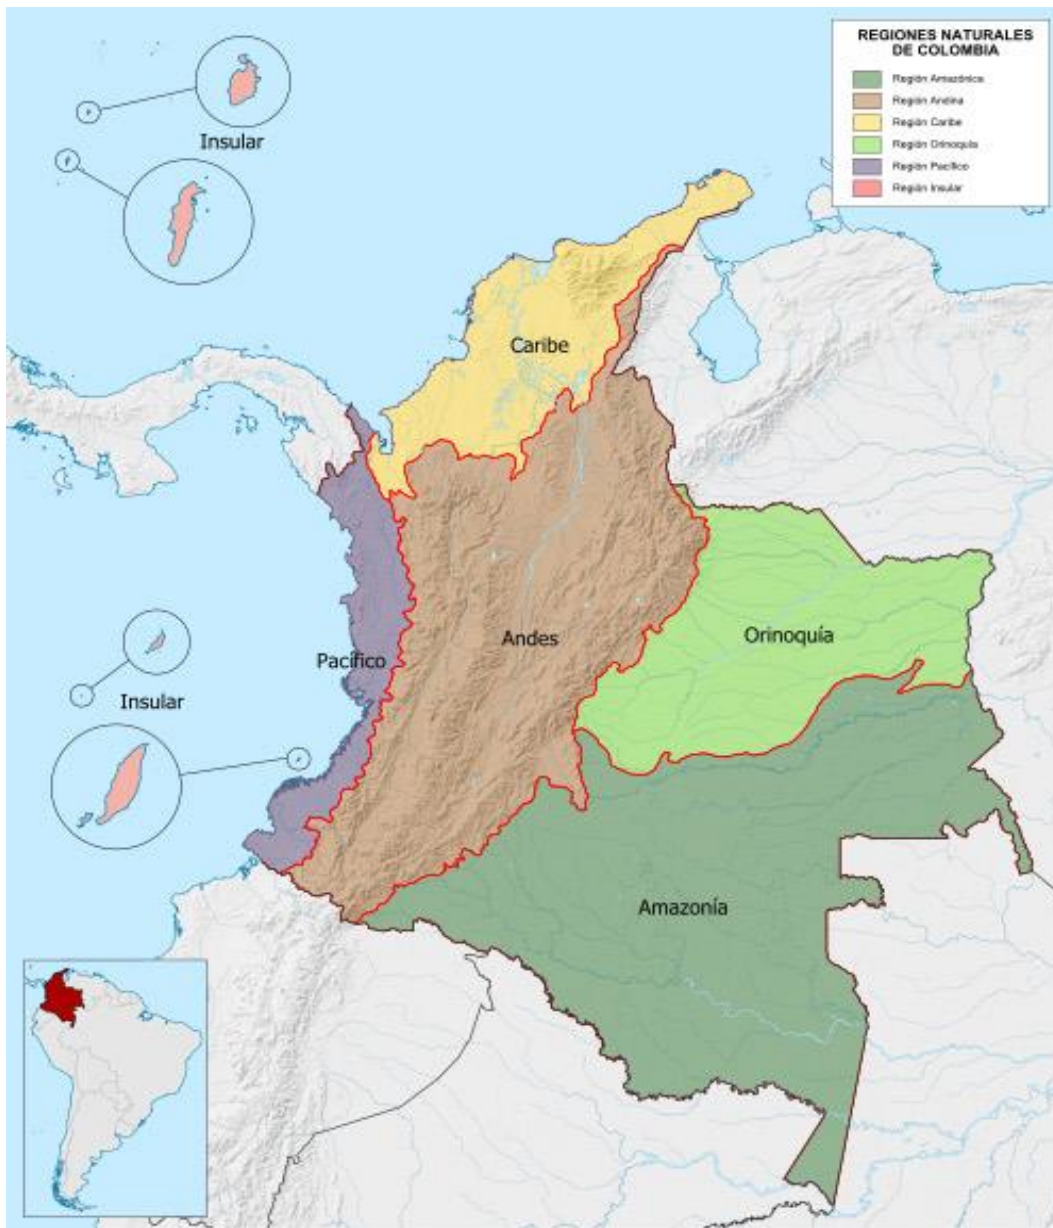 REGIONES NATURALES
DE COLOMBIA
Región Amazónica
Región Andina
Región Caribe
Región Orinoquía
Región Pacífico
Región Insular
Insular
Caribe
Andes
Orinoquía
Pacífico
Insular
Amazonía